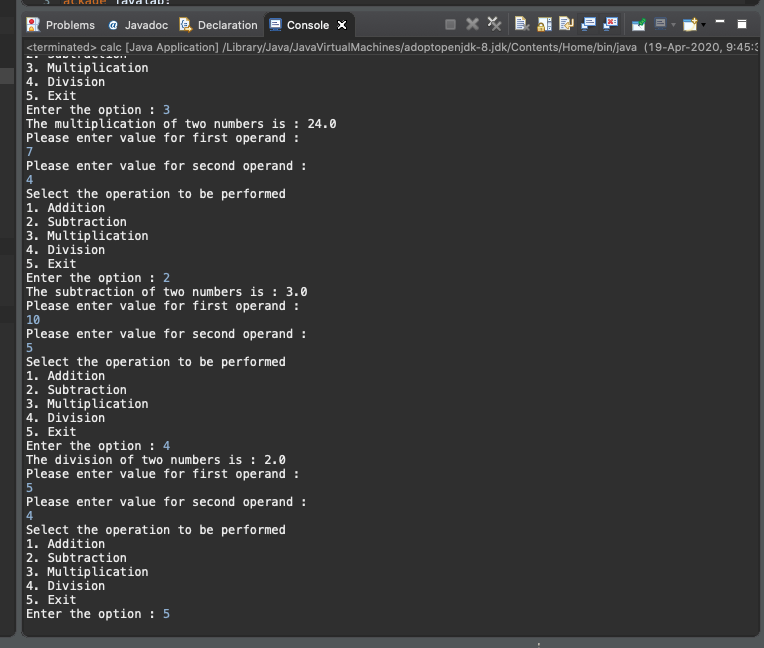 3 ackage javalab;
Problems @ Javadoc Declaration Console
<terminated> calc [Java Application] /Library/Java/JavaVirtualMachines/adoptopenjdk-8.jdk/Contents/Home/bin/java (19-Apr-2020, 9:45:3
2. Subtraction
3. Multiplication
4. Division
5. Exit
Enter the option : 3
The multiplication of two numbers is : 24.0
Please enter value for first operand :
7
Please enter value for second operand :
4
Select the operation to be performed
1. Addition
2. Subtraction
3. Multiplication
4. Division
5. Exit
Enter the option : 2
The subtraction of two numbers is : 3.0
Please enter value for first operand :
10
Please enter value for second operand :
5
Select the operation to be performed
1. Addition
2. Subtraction
3. Multiplication
4. Division
5. Exit
Enter the option : 4
The division of two numbers is : 2.0
Please enter value for first operand :
5
Please enter value for second operand :
4
Select the operation to be performed
1. Addition
2. Subtraction
3. Multiplication
4. Division
5. Exit
Enter the option : 5